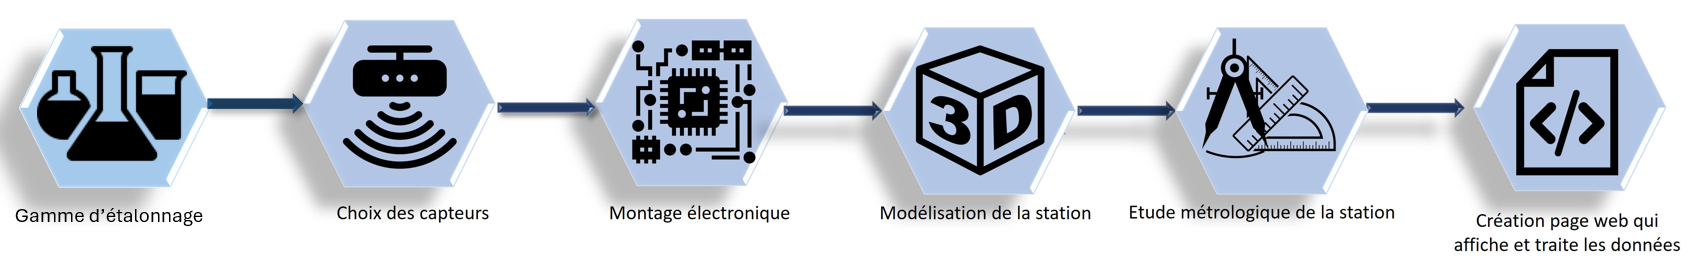 3D
</>
Gamme d'étalonnage
Choix des capteurs
Montage électronique
Modélisation de la station
Etude métrologique de la station
Création page web qui
affiche et traite les données